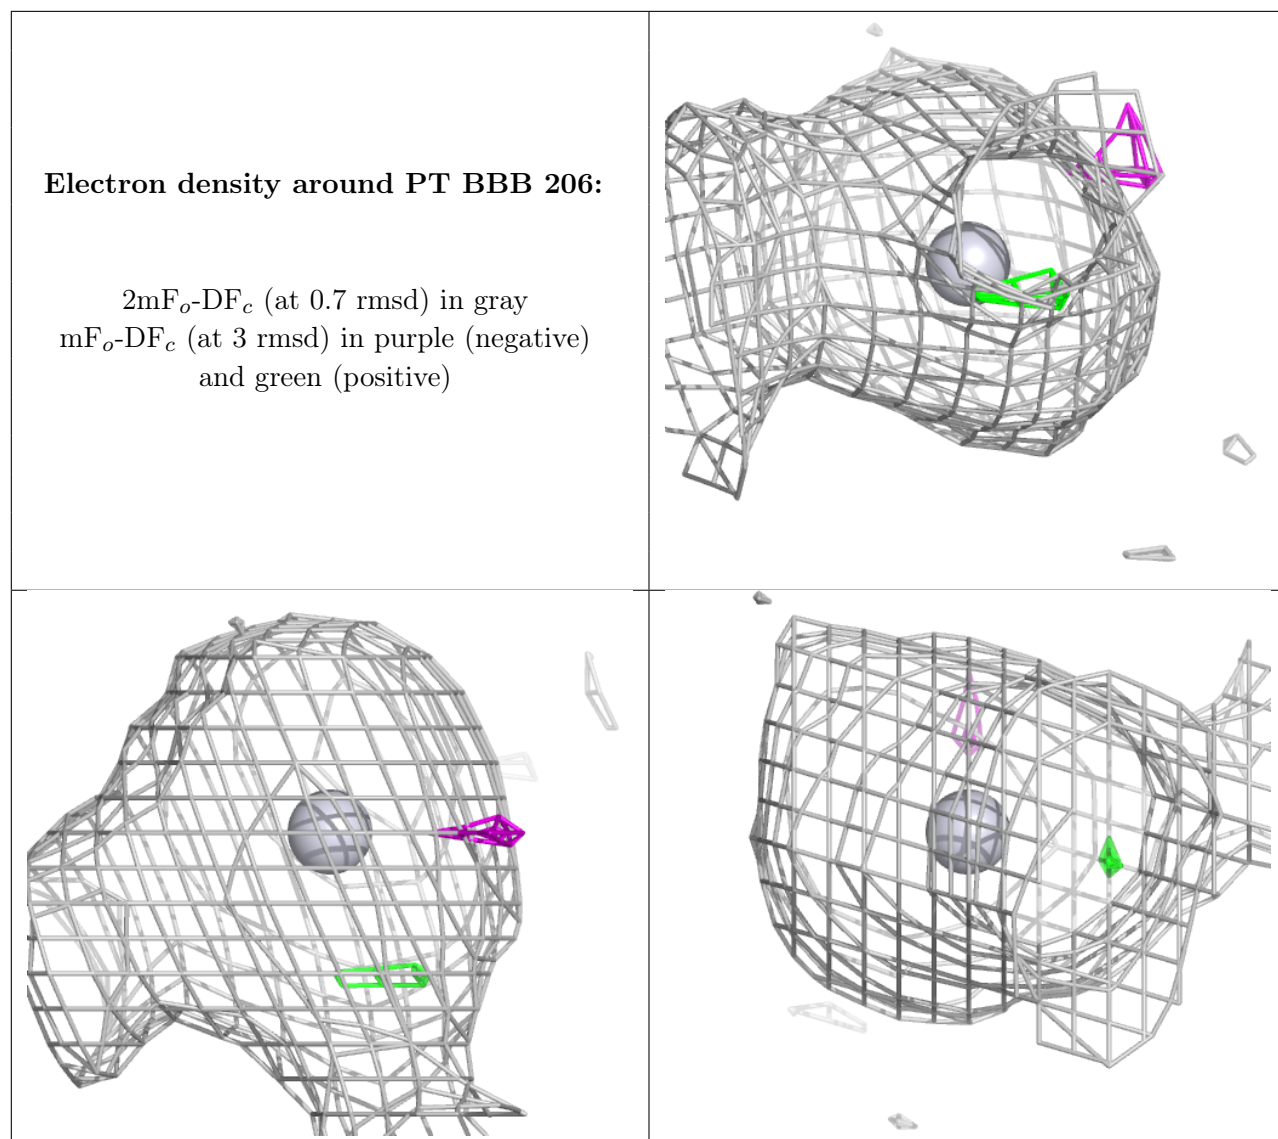 Electron density around PT BBB 206:
2mFo-DFc (at 0.7 rmsd) in gray
mFo-DFc (at 3 rmsd) in purple (negative)
and green (positive)